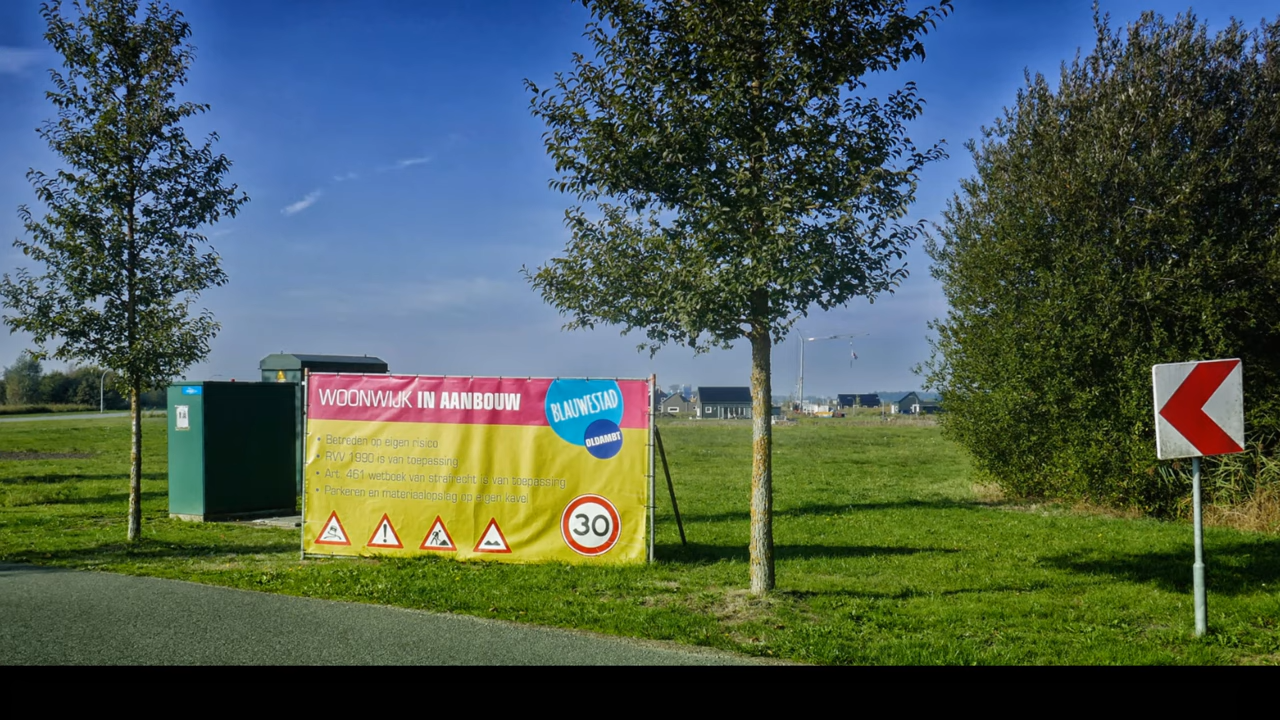 WOONWIJK IN AANBOUW
BLAUWESTAD
OLDAMBT
• Betreden op eigen risico
• RVV 1990 is van toepassing
• Art. 461 wetboek van strafrecht is van toepassing
• Parkeren en materiaalopslag op eigen kavel
30